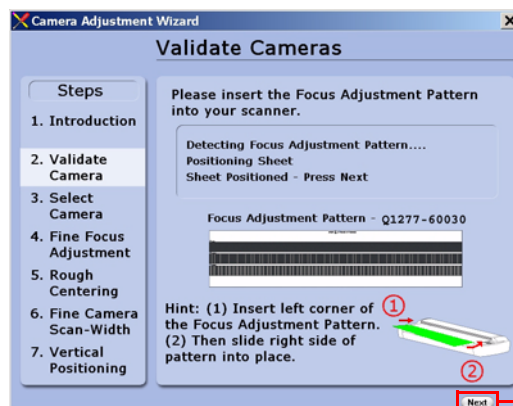 Camera Adjustment Wizard
Validate Cameras
Steps
1. Introduction
2. Validate
Camera
3. Select
Camera
4. Fine Focus
Adjustment
5. Rough
Centering
6. Fine Camera
Scan-Width
7. Vertical
Positioning
Please insert the Focus Adjustment Pattern
into your scanner.
Detecting Focus Adjustment Pattern....
Positioning Sheet
Sheet Positioned - Press Next
Focus Adjustment Pattern - Q1277-60030
Hint: (1) Insert left corner of
the Focus Adjustment Pattern.
(2) Then slide right side of
pattern into place.
1
2
Next